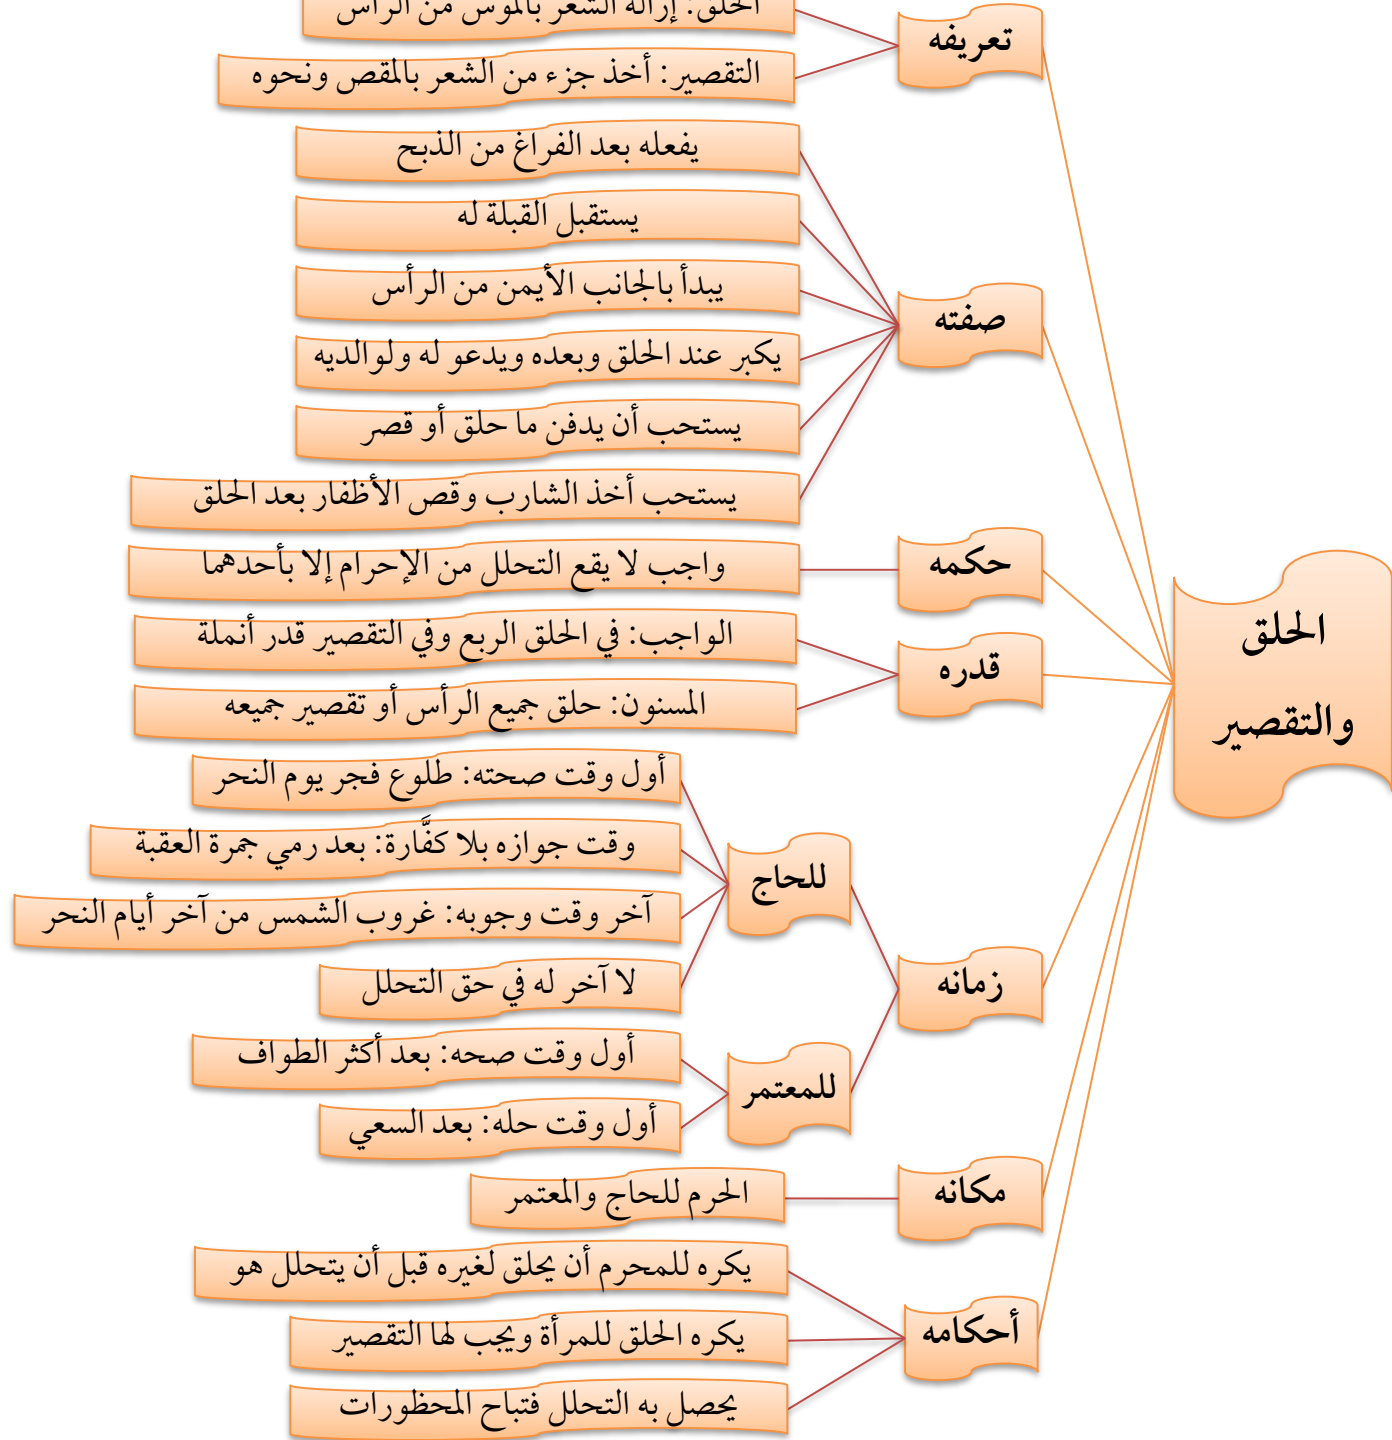 الحلق
والتقصير
تعريفه
الحلق: إزالة الشعر بالموس من الرأس
التقصير: أخذ جزء من الشعر بالمقص ونحوه
صفته
يفعله بعد الفراغ من الذبح
يستقبل القبلة له
يبدأ بالجانب الأيمن من الرأس
يكبر عند الحلق وبعده ويدعو له ولوالديه
يستحب أن يدفن ما حلق أو قصر
يستحب أخذ الشارب وقص الأظفار بعد الحلق
حكمه
واجب لا يقع التحلل من الإحرام إلا بأحدهما
قدره
الواجب: في الحلق الربع وفي التقصير قدر أنملة
المسنون: حلق جميع الرأس أو تقصير جميعه
زمانه
للحاج
أول وقت صحته: طلوع فجر يوم النحر
وقت جوازه بلا كفَّارة: بعد رمي جمرة العقبة
آخر وقت وجوبه: غروب الشمس من آخر أيام النحر
لا آخر له في حق التحلل
للمعتمر
أول وقت صحه: بعد أكثر الطواف
أول وقت حله: بعد السعي
مكانه
الحرم للحاج والمعتمر
أحكامه
يكره للمحرم أن يحلق لغيره قبل أن يتحلل هو
يكره الحلق للمرأة ويجب لها التقصير
يحصل به التحلل فتباح المحظورات